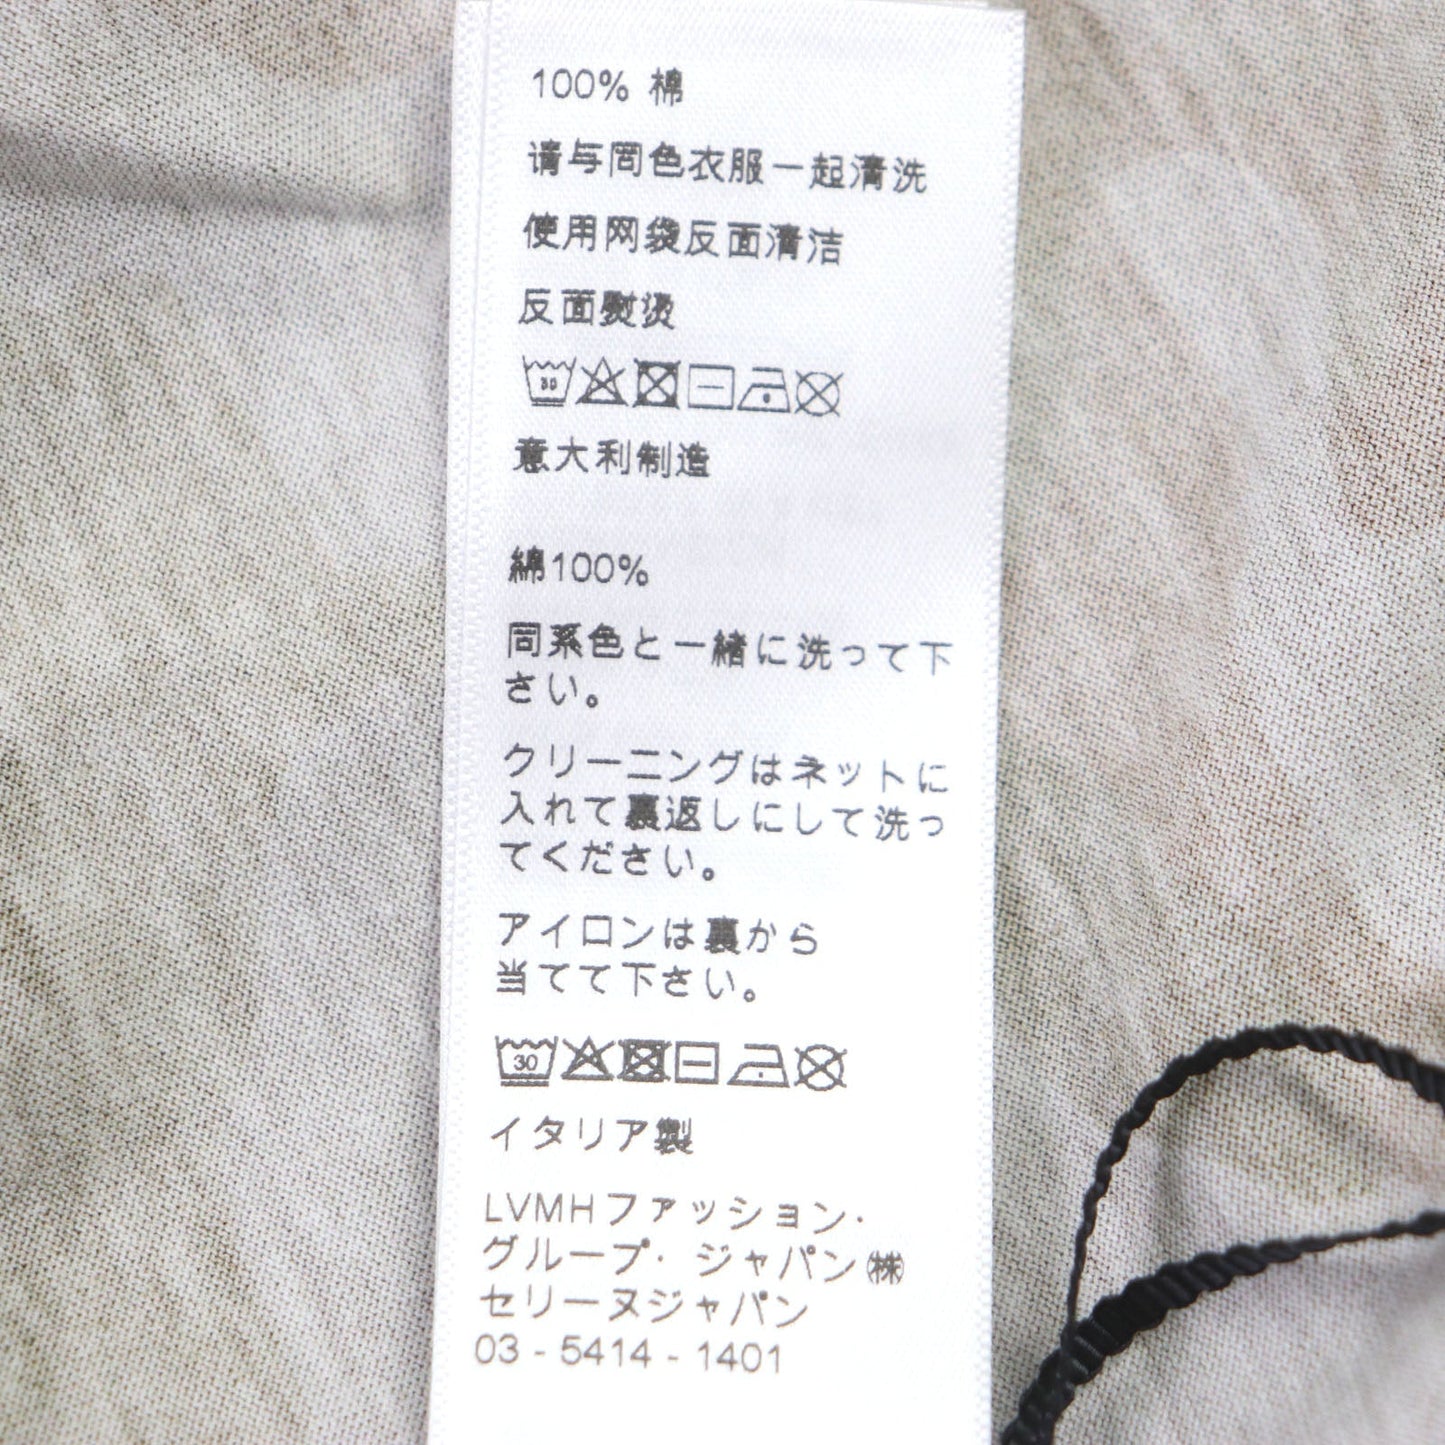 100% 棉
请与同色衣服一起清洗
使用网袋反面清洁
反面熨烫
30
意大利制造
綿100%
同系色と一緒に洗って下
さい。
クリーニングはネットに
入れて裏返しにして洗っ
てください。
アイロンは裏から
当てて下さい。
30
イタリア製
LVMHファッション·
グループ· ジャパン㈱
セリーヌジャパン
03 - 5414 - 1401